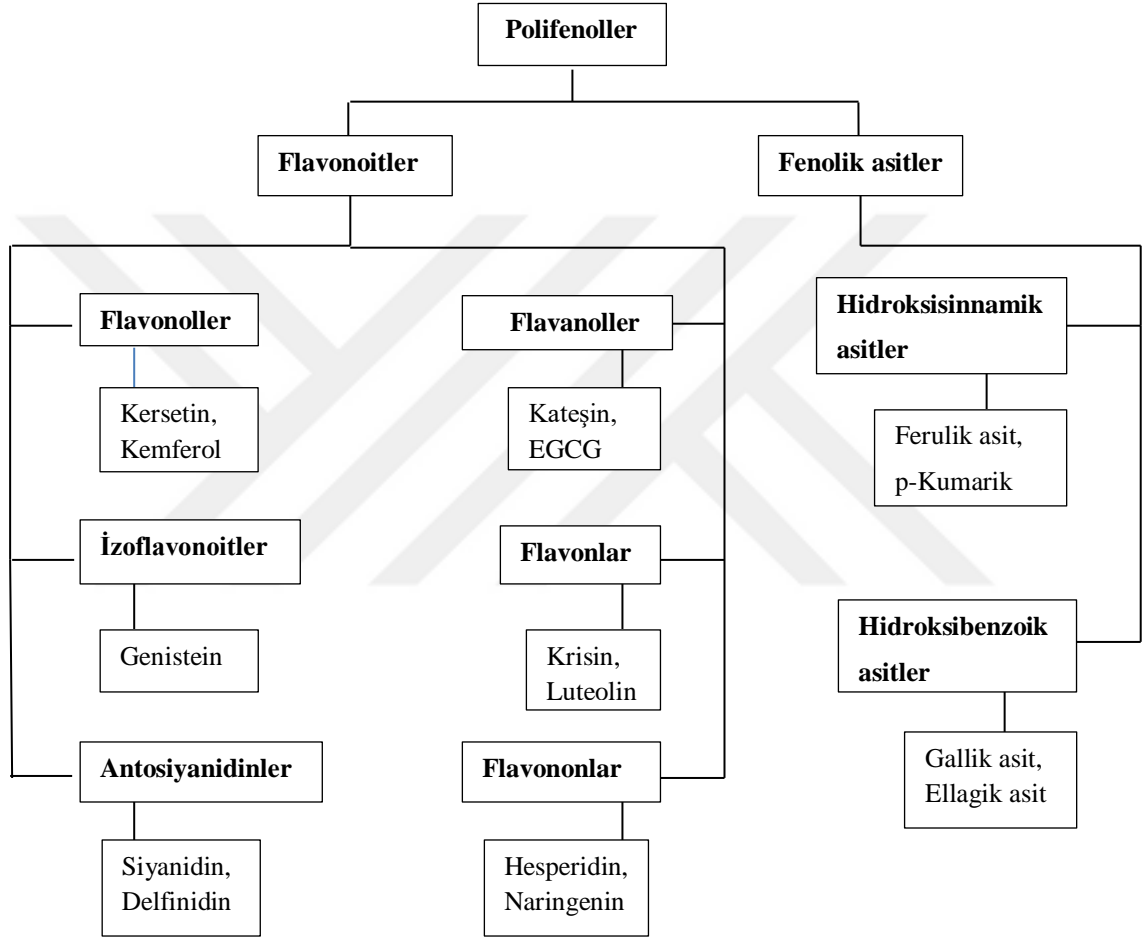 Polifenoller
Flavonoitler
Fenolik asitler
Flavonoller
Kersetin,
Kemferol
İzoflavonoitler
Genistein
Antosiyanidinler
Siyanidin,
Delfinidin
Flavanoller
Kateşin,
EGCG
Flavonlar
Krisin,
Luteolin
Flavononlar
Hesperidin,
Naringenin
Hidroksisinnamik
asitler
Ferulik asit,
p-Kumarik
Hidroksibenzoik
asitler
Gallik asit,
Ellagik asit